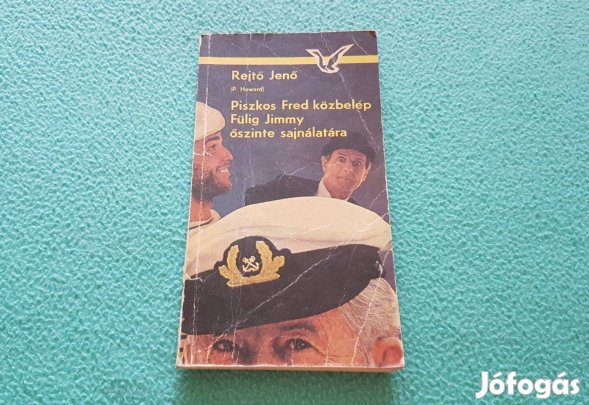 Rejtő Jenő
(P. Howard)
Piszkos Fred közbelép
Fülig Jimmy
őszinte sajnálatára
Jófogás